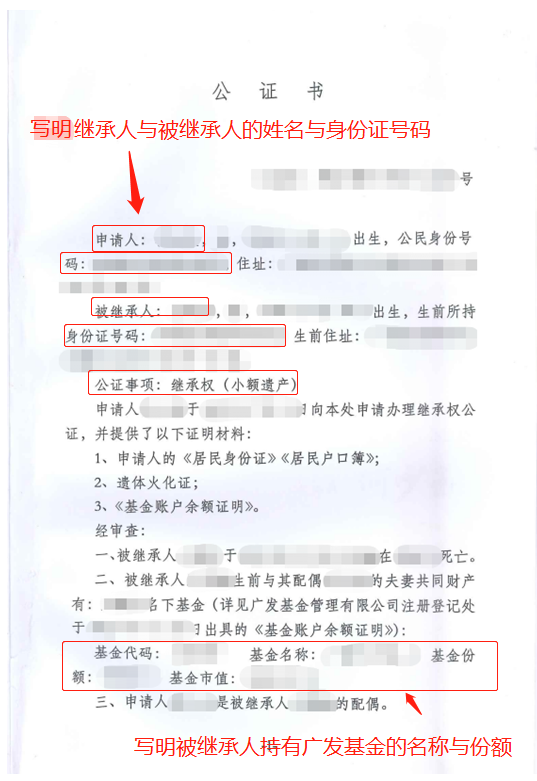 公 证 书
写明继承人与被继承人的姓名与身份证号码
号
申请人： ， ， 出生，公民身份号
码： 住址：
被继承人： ， ， 出生，生前所持
身份证号码： 生前住址：
公证事项：继承权（小额遗产）
申请人 于 日向本处申请办理继承权公
证，并提供了以下证明材料：
1、申请人的《居民身份证》《居民户口簿》；
2、遗体火化证；
3、《基金账户余额证明》。
经审查：
一、被继承人 于 在 死亡。
二、被继承人 生前与其配偶 的夫妻共同财产
有： 名下基金（详见广发基金管理有限公司注册登记处
于 日出具的《基金账户余额证明》）：
基金代码： 基金名称： 基金份
额： 基金市值：
三、申请人 是被继承人 的配偶。
写明被继承人持有广发基金的名称与份额